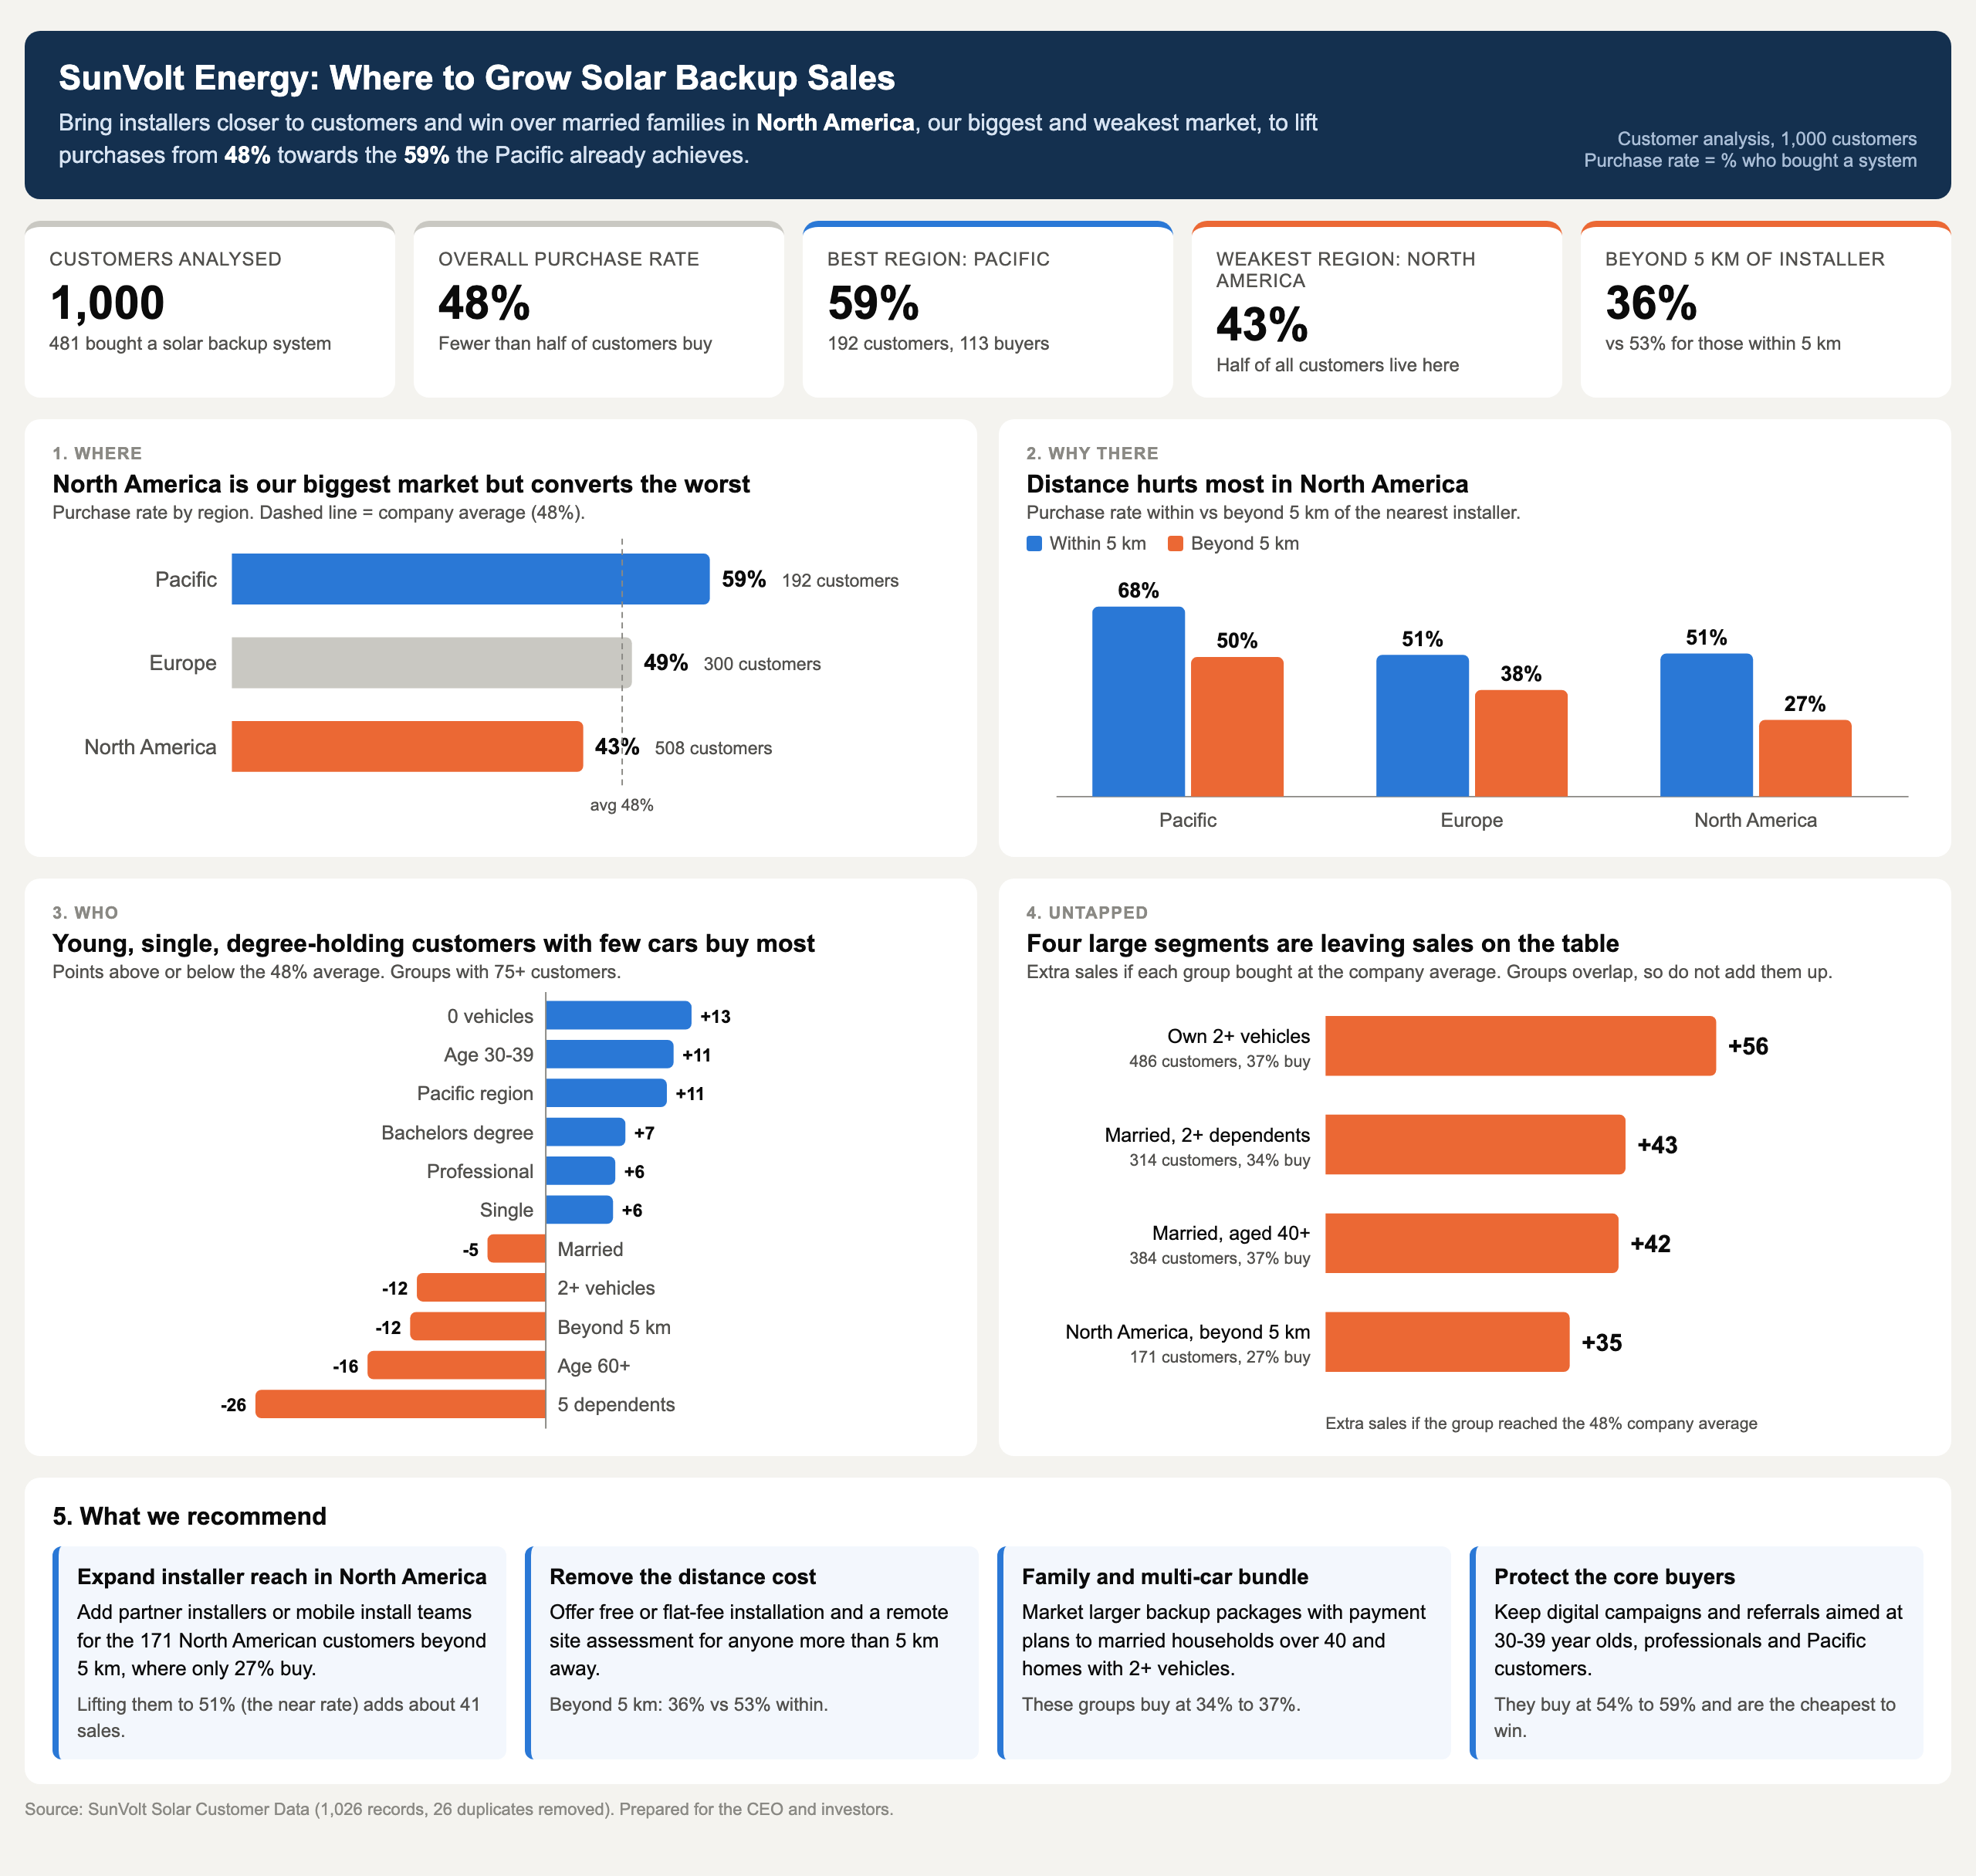 SunVolt Energy: Where to Grow Solar Backup Sales
Bring installers closer to customers and win over married families in North America, our biggest and weakest market, to lift
purchases from 48% towards the 59% the Pacific already achieves.
Customer analysis, 1,000 customers
Purchase rate = % who bought a system
CUSTOMERS ANALYSED
1,000
481 bought a solar backup system
OVERALL PURCHASE RATE
48%
Fewer than half of customers buy
BEST REGION: PACIFIC
59%
192 customers, 113 buyers
WEAKEST REGION: NORTH
AMERICA
43%
Half of all customers live here
BEYOND 5 KM OF INSTALLER
36%
vs 53% for those within 5 km
1. WHERE
North America is our biggest market but converts the worst
Purchase rate by region. Dashed line = company average (48%).
Pacific
59% 192 customers
Europe
49% 300 customers
North America
43% 508 customers
avg 48%
2. WHY THERE
Distance hurts most in North America
Purchase rate within vs beyond 5 km of the nearest installer.
Within 5 km Beyond 5 km
68%
50%
51%
38%
51%
27%
Pacific
Europe
North America
3. WHO
Young, single, degree-holding customers with few cars buy most
Points above or below the 48% average. Groups with 75+ customers.
0 vehicles +13
Age 30-39 +11
Pacific region +11
Bachelors degree +7
Professional +6
Single +6
-5 Married
-12 2+ vehicles
-12 Beyond 5 km
-16 Age 60+
-26 5 dependents
4. UNTAPPED
Four large segments are leaving sales on the table
Extra sales if each group bought at the company average. Groups overlap, so do not add them up.
Own 2+ vehicles
486 customers, 37% buy
+56
Married, 2+ dependents
314 customers, 34% buy
+43
Married, aged 40+
384 customers, 37% buy
+42
North America, beyond 5 km
171 customers, 27% buy
+35
Extra sales if the group reached the 48% company average
5. What we recommend
Expand installer reach in North America
Add partner installers or mobile install teams
for the 171 North American customers beyond
5 km, where only 27% buy.
Lifting them to 51% (the near rate) adds about 41
sales.
Remove the distance cost
Offer free or flat-fee installation and a remote
site assessment for anyone more than 5 km
away.
Beyond 5 km: 36% vs 53% within.
Family and multi-car bundle
Market larger backup packages with payment
plans to married households over 40 and
homes with 2+ vehicles.
These groups buy at 34% to 37%.
Protect the core buyers
Keep digital campaigns and referrals aimed at
30-39 year olds, professionals and Pacific
customers.
They buy at 54% to 59% and are the cheapest to
win.
Source: SunVolt Solar Customer Data (1,026 records, 26 duplicates removed). Prepared for the CEO and investors.